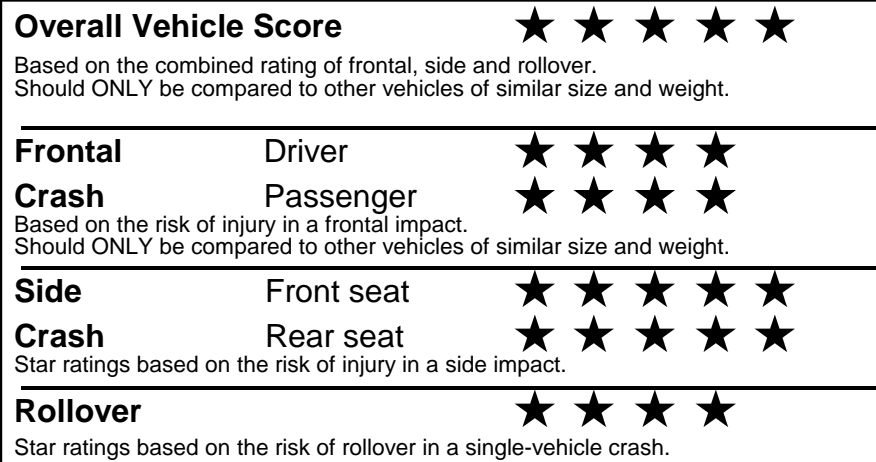 Overall Vehicle Score ★ ★ ★ ★ ★
Based on the combined rating of frontal, side and rollover.
Should ONLY be compared to other vehicles of similar size and weight.
Frontal Driver ★ ★ ★ ★
Crash Passenger ★ ★ ★ ★
Based on the risk of injury in a frontal impact.
Should ONLY be compared to other vehicles of similar size and weight.
Side Front seat ★ ★ ★ ★ ★
Crash Rear seat ★ ★ ★ ★ ★
Star ratings based on the risk of injury in a side impact.
Rollover ★ ★ ★ ★
Star ratings based on the risk of rollover in a single-vehicle crash.